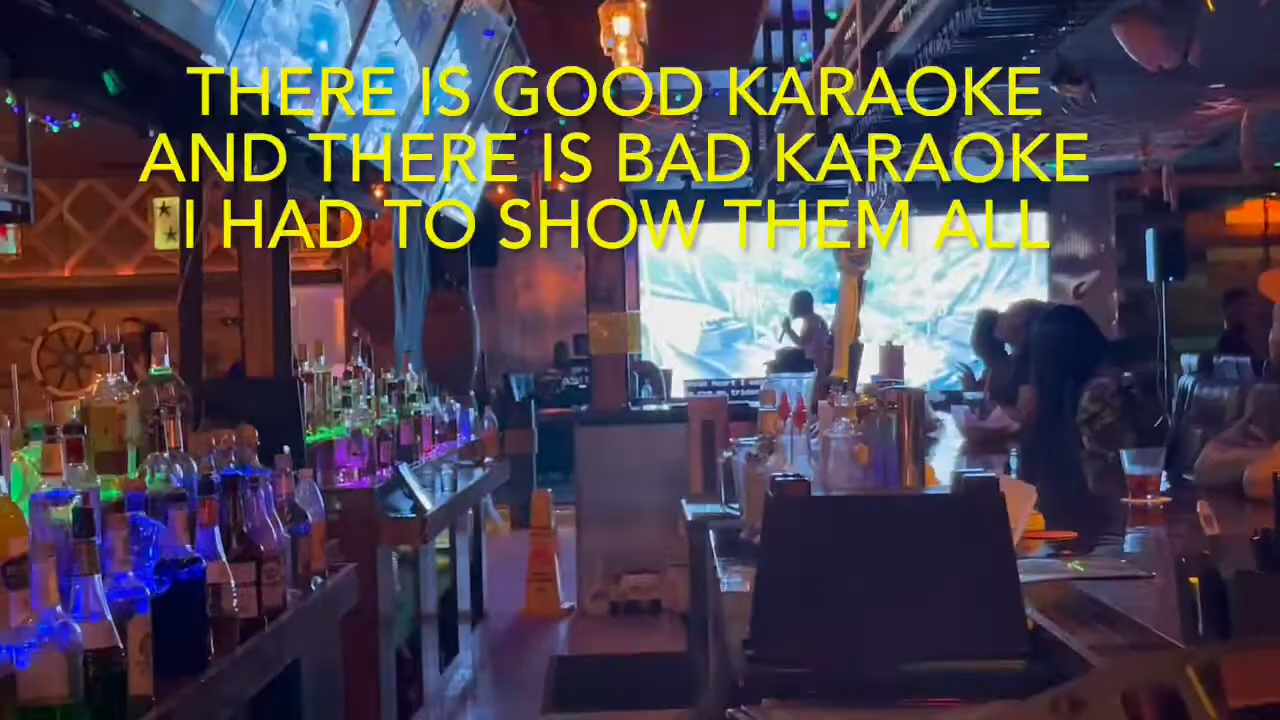 THERE IS GOOD KARAOKE
AND THERE IS BAD KARAOKE
I HAD TO SHOW THEM ALL